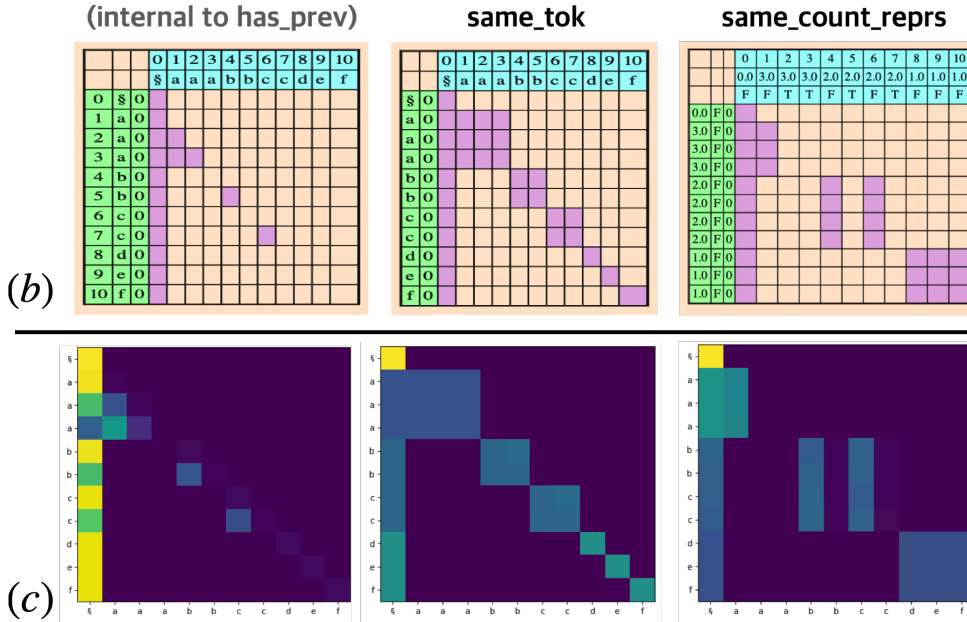 (internal to has_prev) same_tok same_count_reprs
0 1 2 3 4 5 6 7 8 9 10
§ a a a b b c c d e f
0 § 0
1 a 0
2 a 0
3 a 0
4 b 0
5 b 0
6 c 0
7 c 0
8 d 0
9 e 0
10 f 0
0 1 2 3 4 5 6 7 8 9 10
§ a a a b b c c d e f
§ 0
a 0
a 0
a 0
b 0
b 0
c 0
c 0
d 0
e 0
f 0
0 1 2 3 4 5 6 7 8 9 10
0.0 3.0 3.0 3.0 2.0 2.0 2.0 2.0 1.0 1.0 1.0
F F T T F T F T F F F
0.0 F 0
3.0 F 0
3.0 F 0
3.0 F 0
2.0 F 0
2.0 F 0
2.0 F 0
2.0 F 0
1.0 F 0
1.0 F 0
1.0 F 0
(b)
§
a
a
a
b
b
c
c
d
e
f
§ a a a b b c c d e f
§
a
a
a
b
b
c
c
d
e
f
§ a a a b b c c d e f
§
a
a
a
b
b
c
c
d
e
f
§ a a a b b c c d e f
(c)